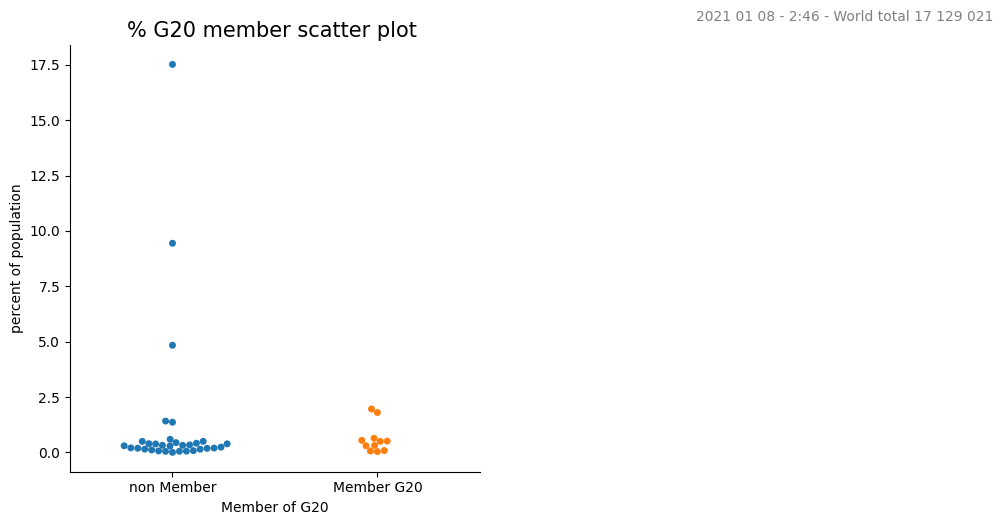 2021 01 08 - 2:46 - World total 17 129 021
% G20 member scatter plot
percent of population
17.5
15.0
12.5
10.0
7.5
5.0
2.5
0.0
non Member
Member G20
Member of G20